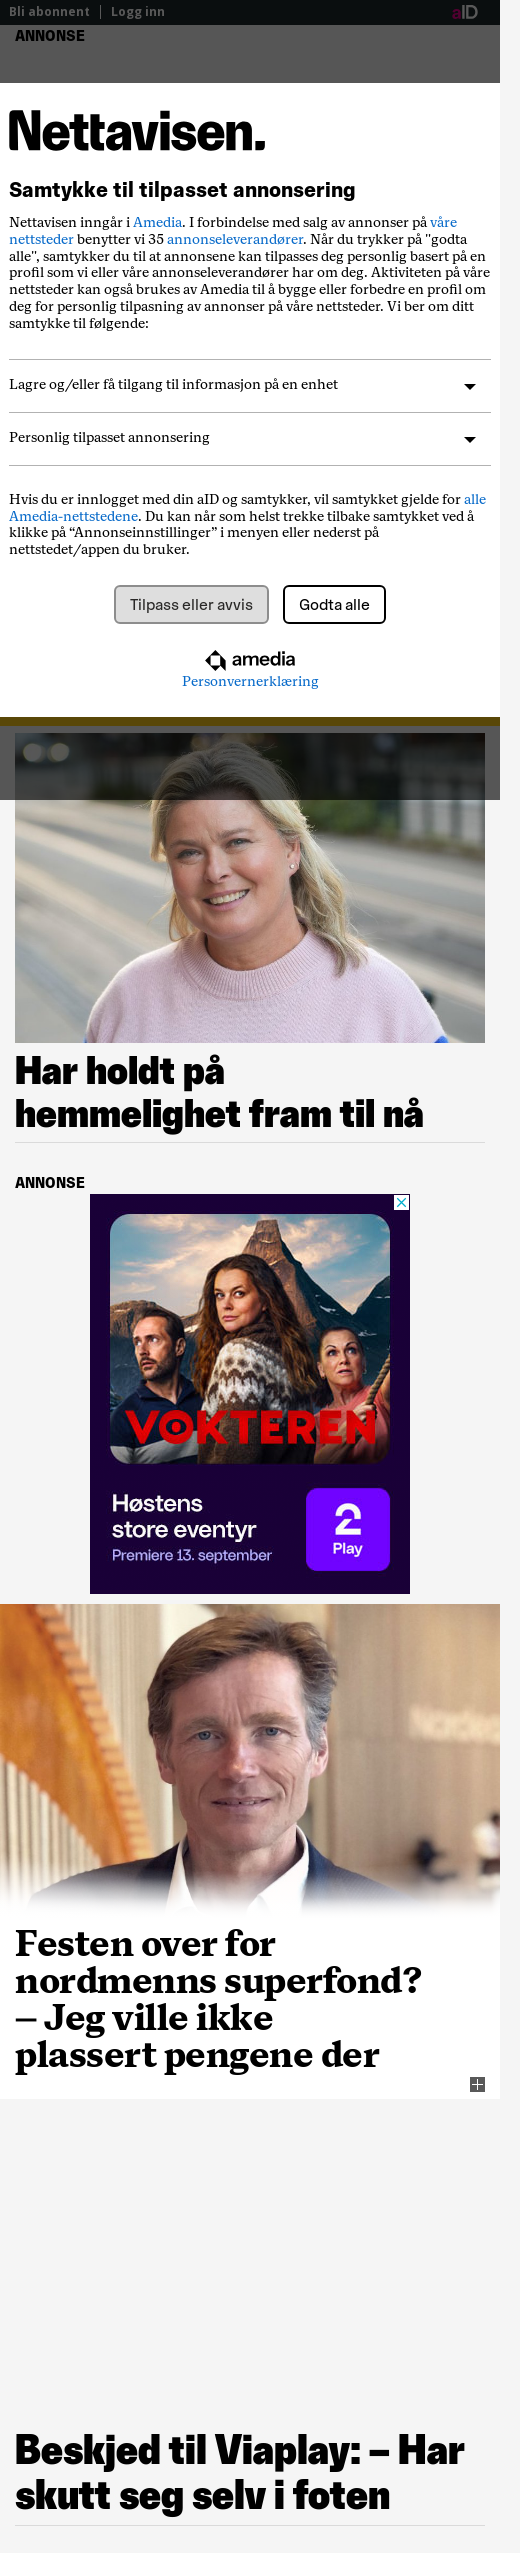 Bli abonnent | Logg inn
aID
ANNONSE
Nettavisen.
Samtykke til tilpasset annonsering
Nettavisen inngår i Amedia. I forbindelse med salg av annonser på våre
nettsteder benytter vi 35 annonseleverandører. Når du trykker på "godta
alle", samtykker du til at annonsene kan tilpasses deg personlig basert på en
profil som vi eller våre annonseleverandører har om deg. Aktiviteten på våre
nettsteder kan også brukes av Amedia til å bygge eller forbedre en profil om
deg for personlig tilpasning av annonser på våre nettsteder. Vi ber om ditt
samtykke til følgende:
Lagre og/eller få tilgang til informasjon på en enhet
Personlig tilpasset annonsering
Hvis du er innlogget med din aID og samtykker, vil samtykket gjelde for alle
Amedia-nettstedene. Du kan når som helst trekke tilbake samtykket ved å
klikke på “Annonseinnstillinger” i menyen eller nederst på
nettstedet/appen du bruker.
Tilpass eller avvis
Godta alle
amedia
Personvernerklæring
Har holdt på
hemmelighet fram til nå
ANNONSE
VOKTEREN
Høstens
store eventyr
Premiere 13. september
2
Play
Festen over for
nordmenns superfond?
– Jeg ville ikke
plassert pengene der
Beskjed til Viaplay: – Har
skutt seg selv i foten